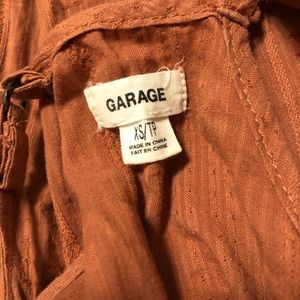 GARAGE
XS/TP
MADE IN CHINA
FAIT EN CHINE